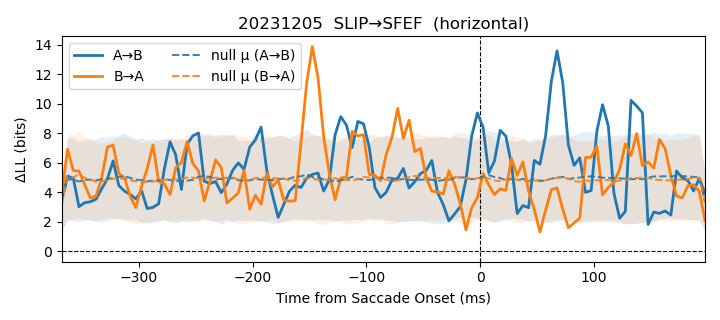 20231205  SLIP→SFEF  (horizontal)
A→B
B→A
null μ (A→B)
null μ (B→A)
ΔLL (bits)
14
12
10
8
6
4
2
0
−300
−200
−100
0
100
Time from Saccade Onset (ms)